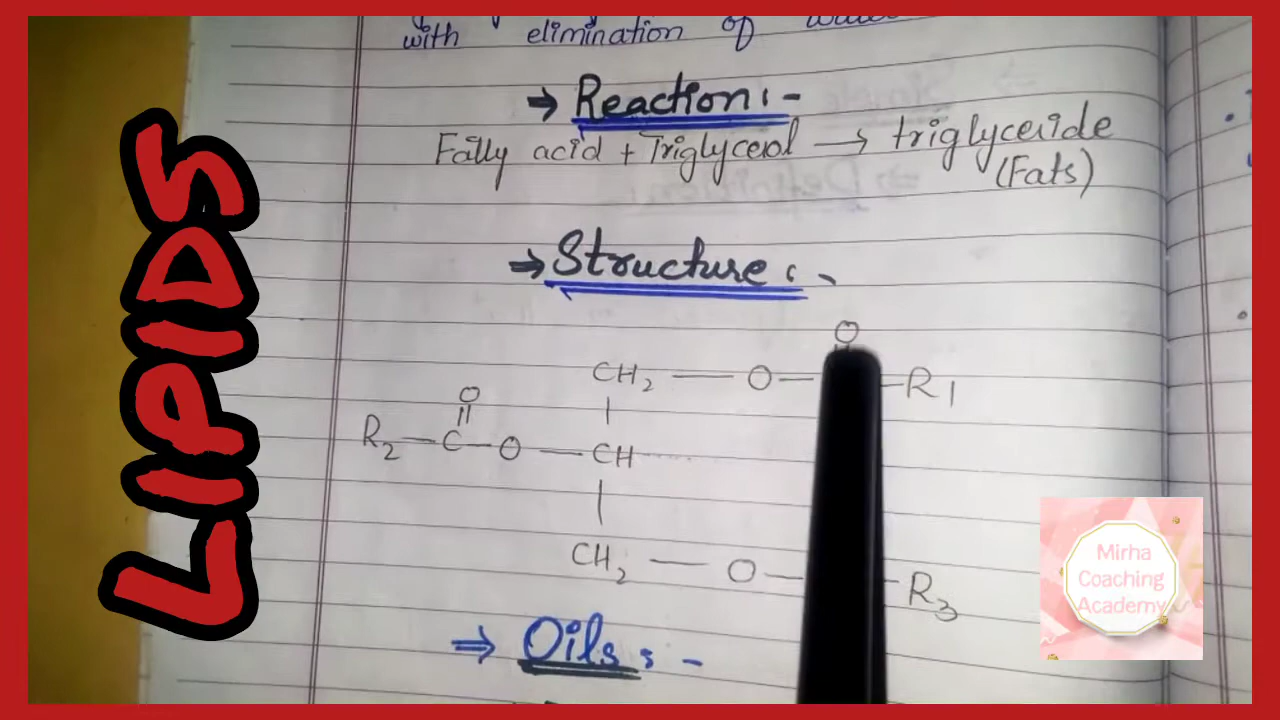 LIPIDS
with elimination of water
⇒ Reaction :-
Fatty acid + Triglycerol → triglyceride
(Fats)
⇒ Structure : -
O
CH2 — O — — R1
O
R2 — C — O — CH
CH2 — O — — R3
⇒ Oils : -
Mirha
Coaching
Academy